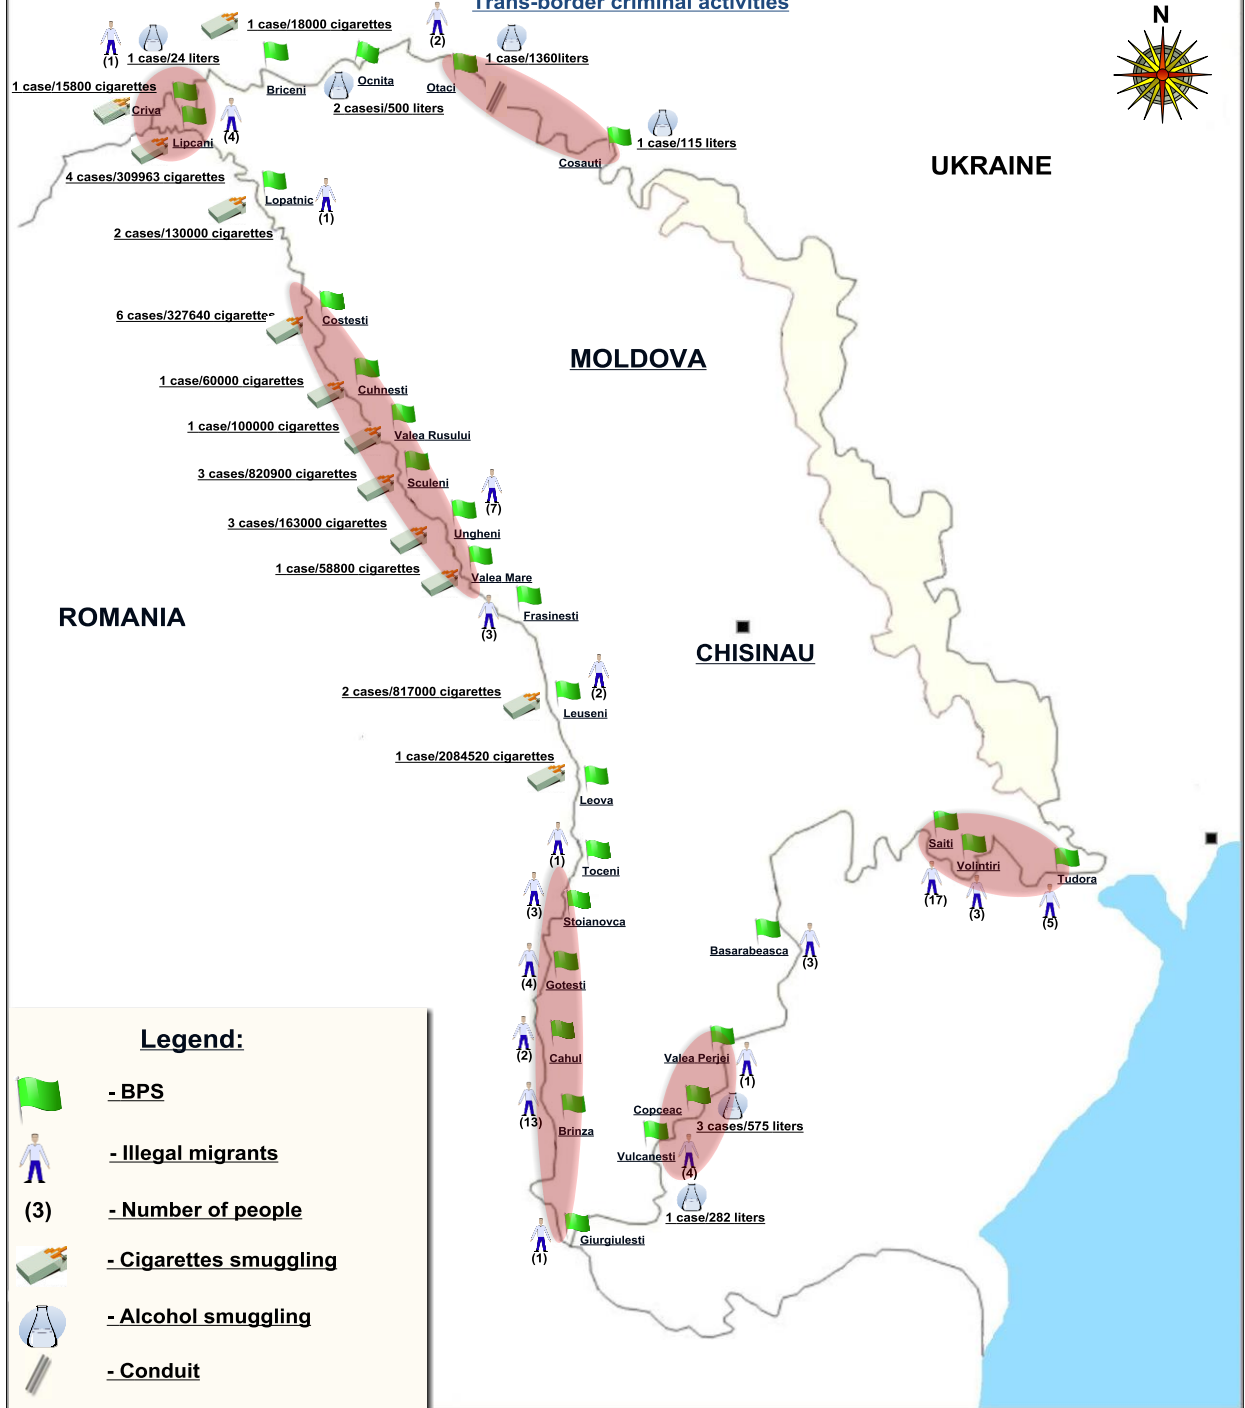 Trans-border criminal activities
N
1 case/18000 cigarettes
(2)
(1)
1 case/24 liters
1 case/1360liters
1 case/15800 cigarettes
Briceni
Ocnita
Otaci
2 casesi/500 liters
Criva
Lipcani
(4)
1 case/115 liters
Cosauti
UKRAINE
4 cases/309963 cigarettes
Lopatnic
(1)
2 cases/130000 cigarettes
6 cases/327640 cigarettes
Costesti
MOLDOVA
1 case/60000 cigarettes
Cuhnesti
1 case/100000 cigarettes
Valea Rusului
3 cases/820900 cigarettes
Sculeni
(7)
3 cases/163000 cigarettes
Ungheni
1 case/58800 cigarettes
Valea Mare
ROMANIA
Frasinesti
(3)
CHISINAU
2 cases/817000 cigarettes
(2)
Leuseni
1 case/2084520 cigarettes
Leova
(1)
Toceni
Saiti
Volintiri
Tudora
(3)
(17)
(3)
(5)
Stoianovca
Basarabeasca
(3)
(4)
Gotesti
(2)
Cahul
Valea Perjei
(1)
Copceac
(13)
Brinza
3 cases/575 liters
Vulcanesti
(4)
1 case/282 liters
Giurgiulesti
(1)
Legend:
- BPS
- Illegal migrants
(3)
- Number of people
- Cigarettes smuggling
- Alcohol smuggling
- Conduit